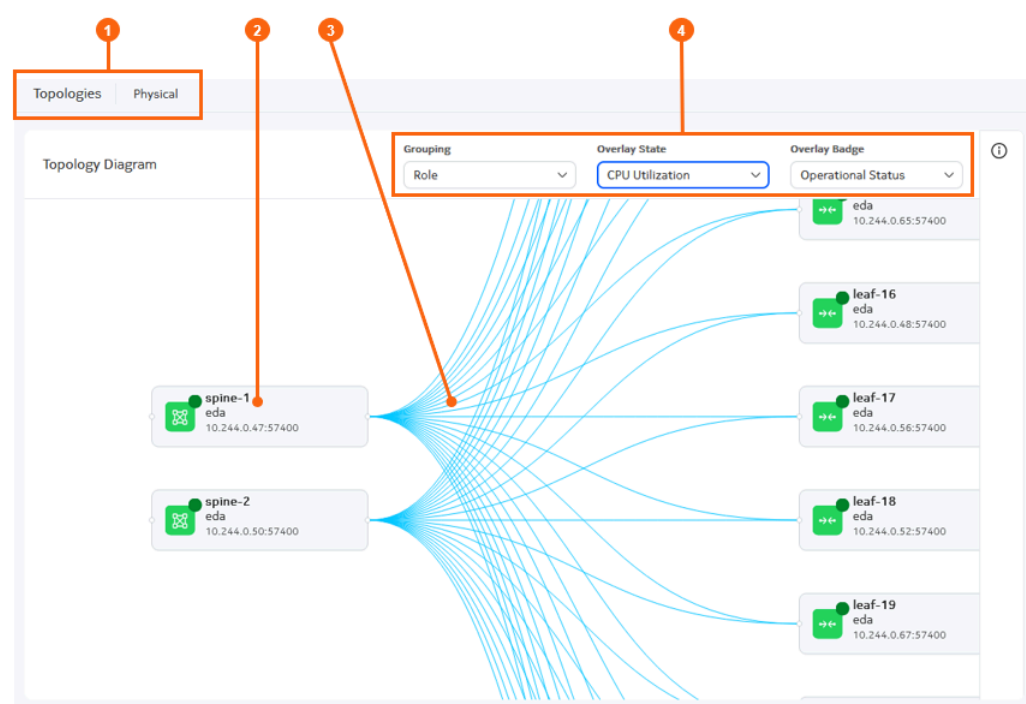 1
2
3
4
Topologies
Physical
Topology Diagram
Grouping
Role
Overlay State
CPU Utilization
Overlay Badge
Operational Status
spine-1
eda
10.244.0.47:57400
spine-2
eda
10.244.0.50:57400
eda
10.244.0.65:57400
leaf-16
eda
10.244.0.48:57400
leaf-17
eda
10.244.0.56:57400
leaf-18
eda
10.244.0.52:57400
leaf-19
eda
10.244.0.67:57400